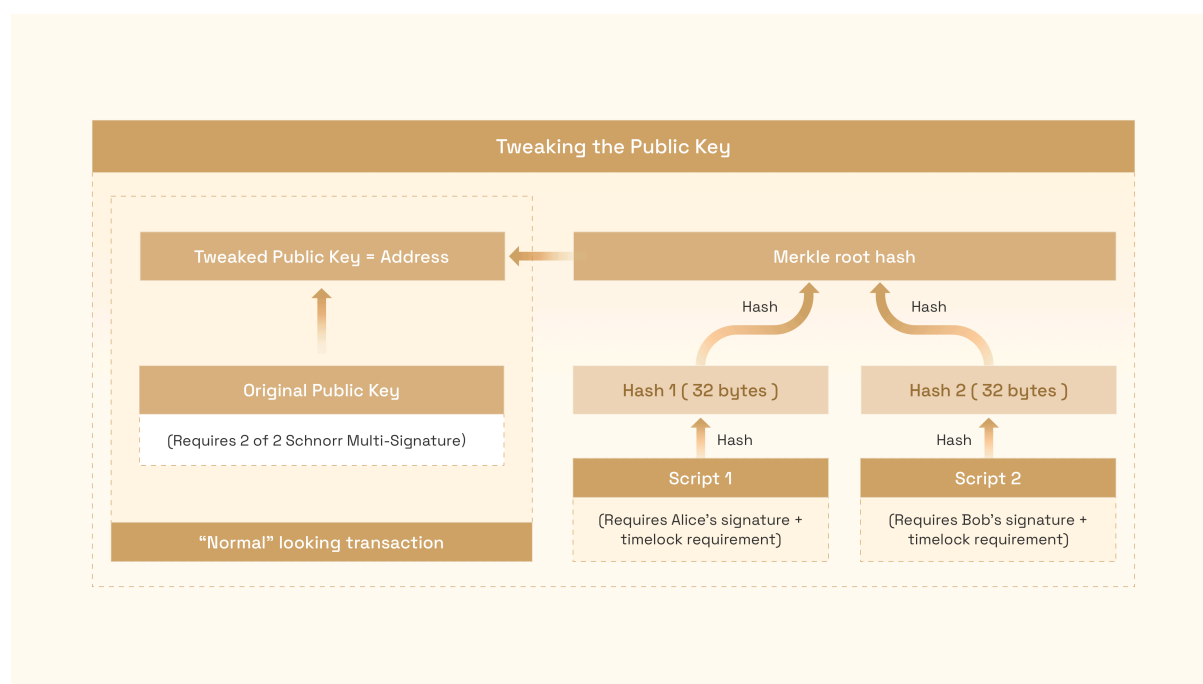 Tweaking the Public Key
Tweaked Public Key = Address
Merkle root hash
Hash
Hash
Original Public Key
(Requires 2 of 2 Schnorr Multi-Signature)
Hash 1 ( 32 bytes )
Hash 2 ( 32 bytes )
Hash
Hash
Script 1
(Requires Alice's signature +
timelock requirement)
Script 2
(Requires Bob's signature +
timelock requirement)
“Normal” looking transaction